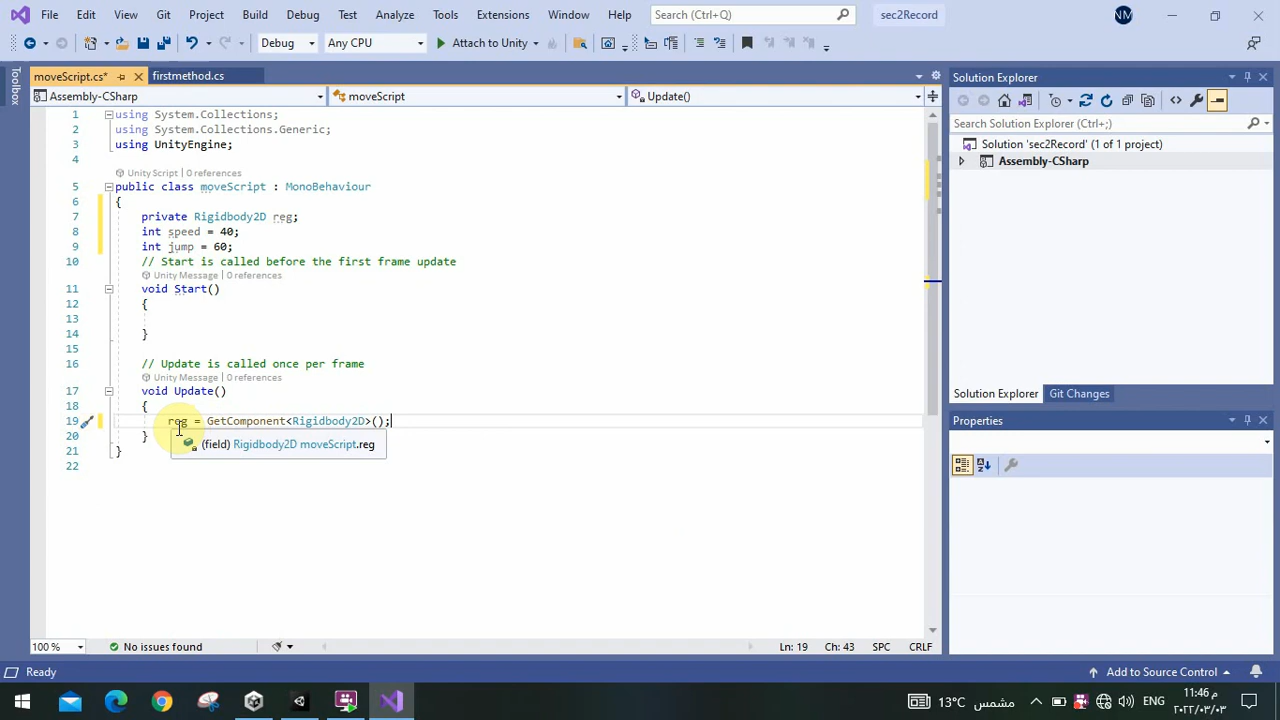 File Edit View Git Project Build Debug Test Analyze Tools Extensions Window Help Search (Ctrl+Q) sec2Record NM
Debug Any CPU Attach to Unity
Toolbox
moveScript.cs* firstmethod.cs
Assembly-CSharp moveScript Update()
1 using System.Collections;
2 using System.Collections.Generic;
3 using UnityEngine;
4
Unity Script | 0 references
5 public class moveScript : MonoBehaviour
6 {
7 private Rigidbody2D reg;
8 int speed = 40;
9 int jump = 60;
10 // Start is called before the first frame update
Unity Message | 0 references
11 void Start()
12 {
13
14 }
15
16 // Update is called once per frame
Unity Message | 0 references
17 void Update()
18 {
19 reg = GetComponent<Rigidbody2D>();
20 }
(field) Rigidbody2D moveScript.reg
21 }
22
100 % No issues found Ln: 19 Ch: 43 SPC CRLF
Solution Explorer
Search Solution Explorer (Ctrl+;)
Solution 'sec2Record' (1 of 1 project)
Assembly-CSharp
Solution Explorer Git Changes
Properties
Ready Add to Source Control
13°C مشمس ENG م 11:46
٢٠٢٢/٠٣/٠٣